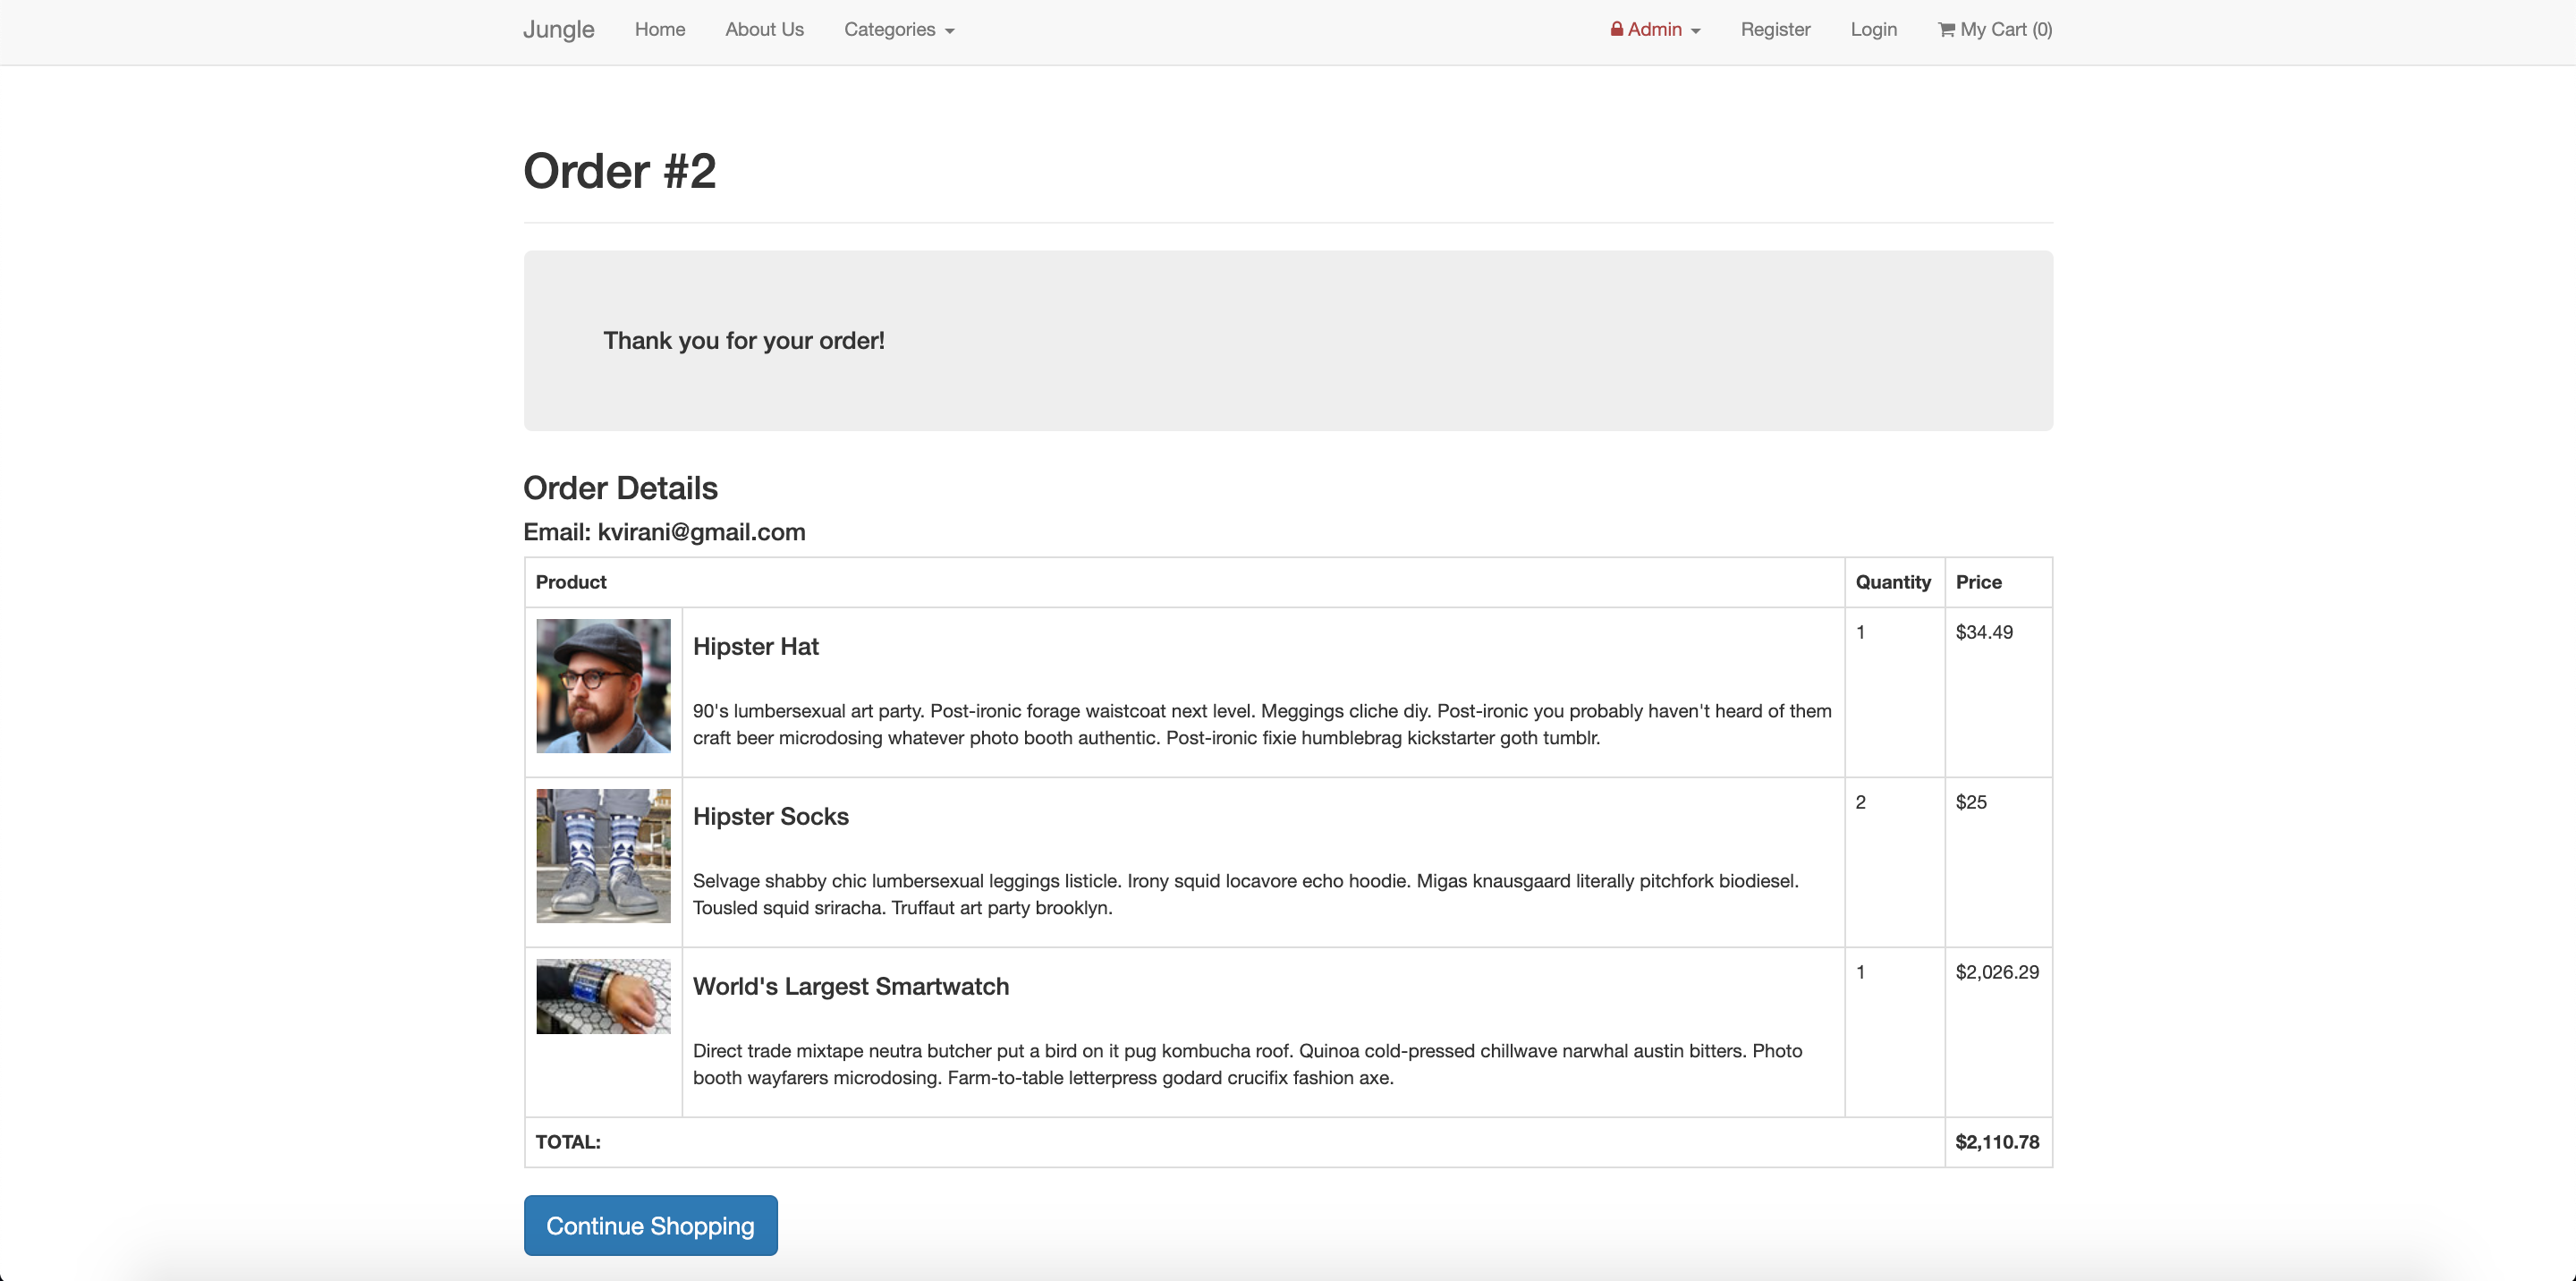 Jungle Home About Us Categories Admin Register Login My Cart (0)
Order #2
Thank you for your order!
Order Details
Email: kvirani@gmail.com
Product Quantity Price
Hipster Hat 1 $34.49
90's lumbersexual art party. Post-ironic forage waistcoat next level. Meggings cliche diy. Post-ironic you probably haven't heard of them
craft beer microdosing whatever photo booth authentic. Post-ironic fixie humblebrag kickstarter goth tumblr.
Hipster Socks 2 $25
Selvage shabby chic lumbersexual leggings listicle. Irony squid locavore echo hoodie. Migas knausgaard literally pitchfork biodiesel.
Tousled squid sriracha. Truffaut art party brooklyn.
World's Largest Smartwatch 1 $2,026.29
Direct trade mixtape neutra butcher put a bird on it pug kombucha roof. Quinoa cold-pressed chillwave narwhal austin bitters. Photo
booth wayfarers microdosing. Farm-to-table letterpress godard crucifix fashion axe.
TOTAL: $2,110.78
Continue Shopping